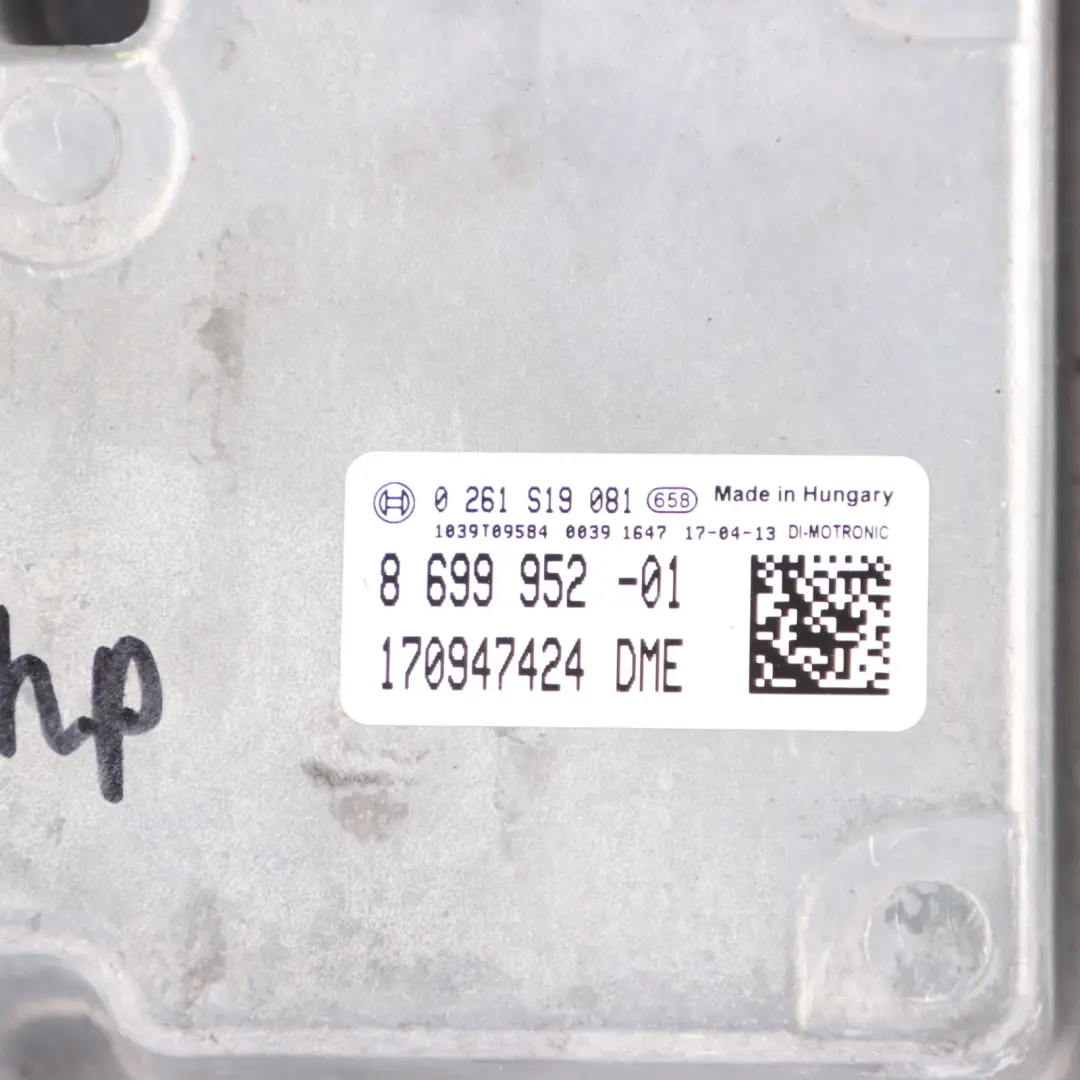 0 261 S19 081 658 Made in Hungary
1039T09584 0039 1647 17-04-13 DI-MOTRONIC
8 699 952 -01
170947424 DME
hp